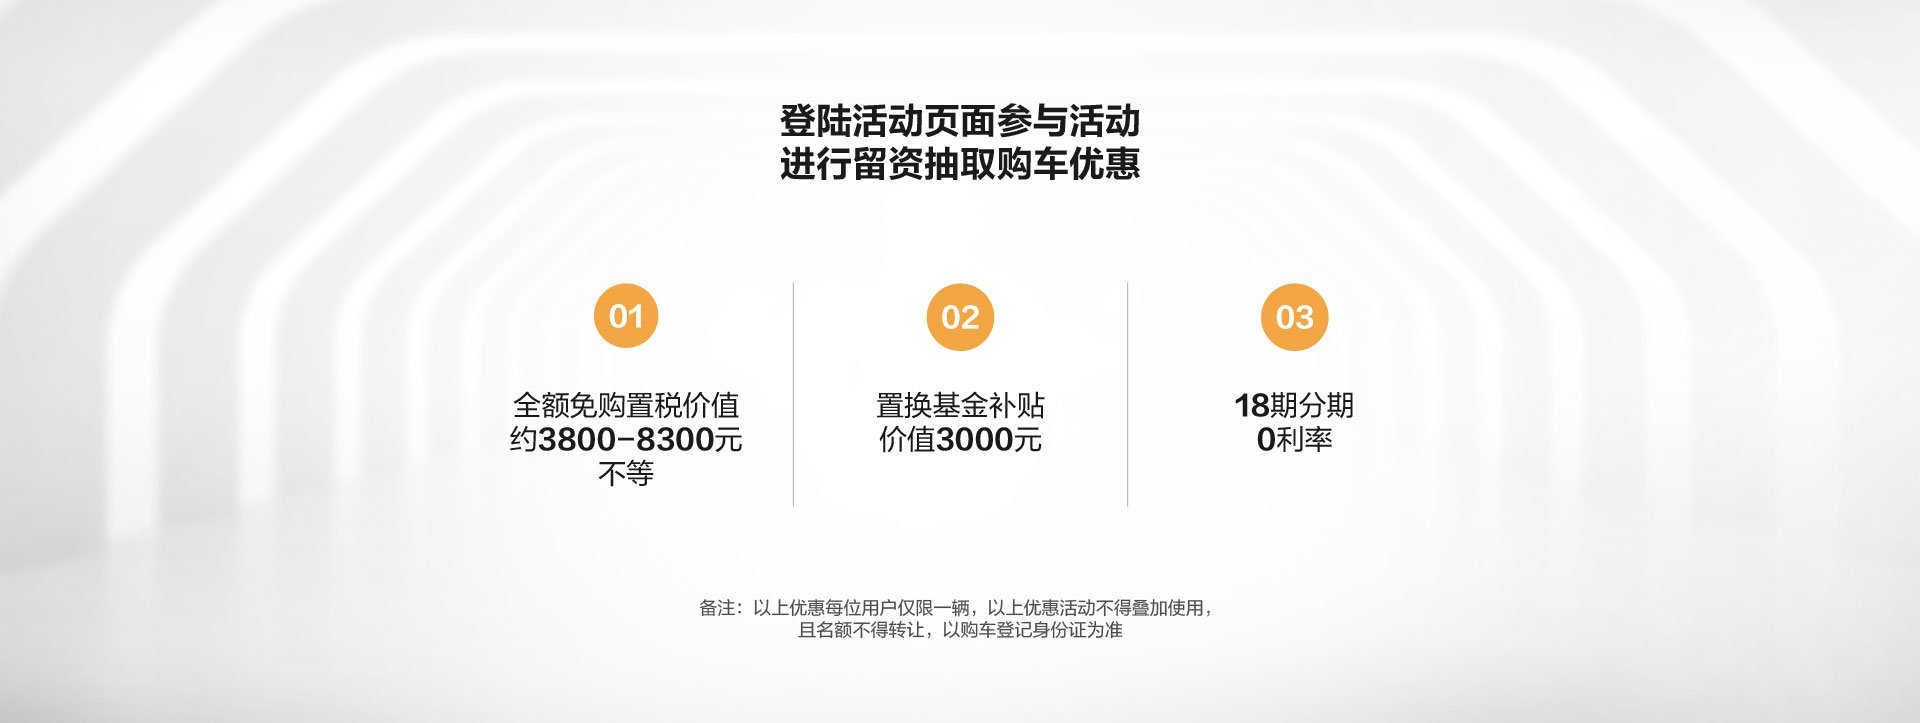 登陆活动页面参与活动
进行留资抽取购车优惠
01
全额免购置税价值
约3800-8300元
不等
02
置换基金补贴
价值3000元
03
18期分期
0利率
备注：以上优惠每位用户仅限一辆，以上优惠活动不得叠加使用，
且名额不得转让，以购车登记身份证为准